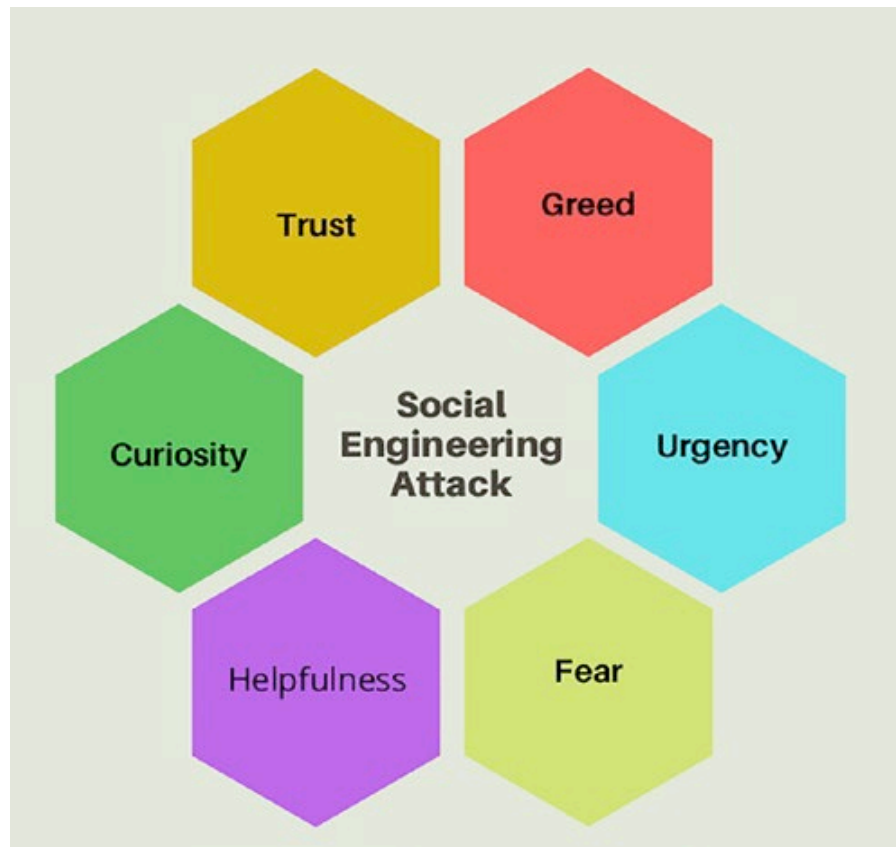 Trust
Greed
Curiosity
Social
Engineering
Attack
Urgency
Helpfulness
Fear